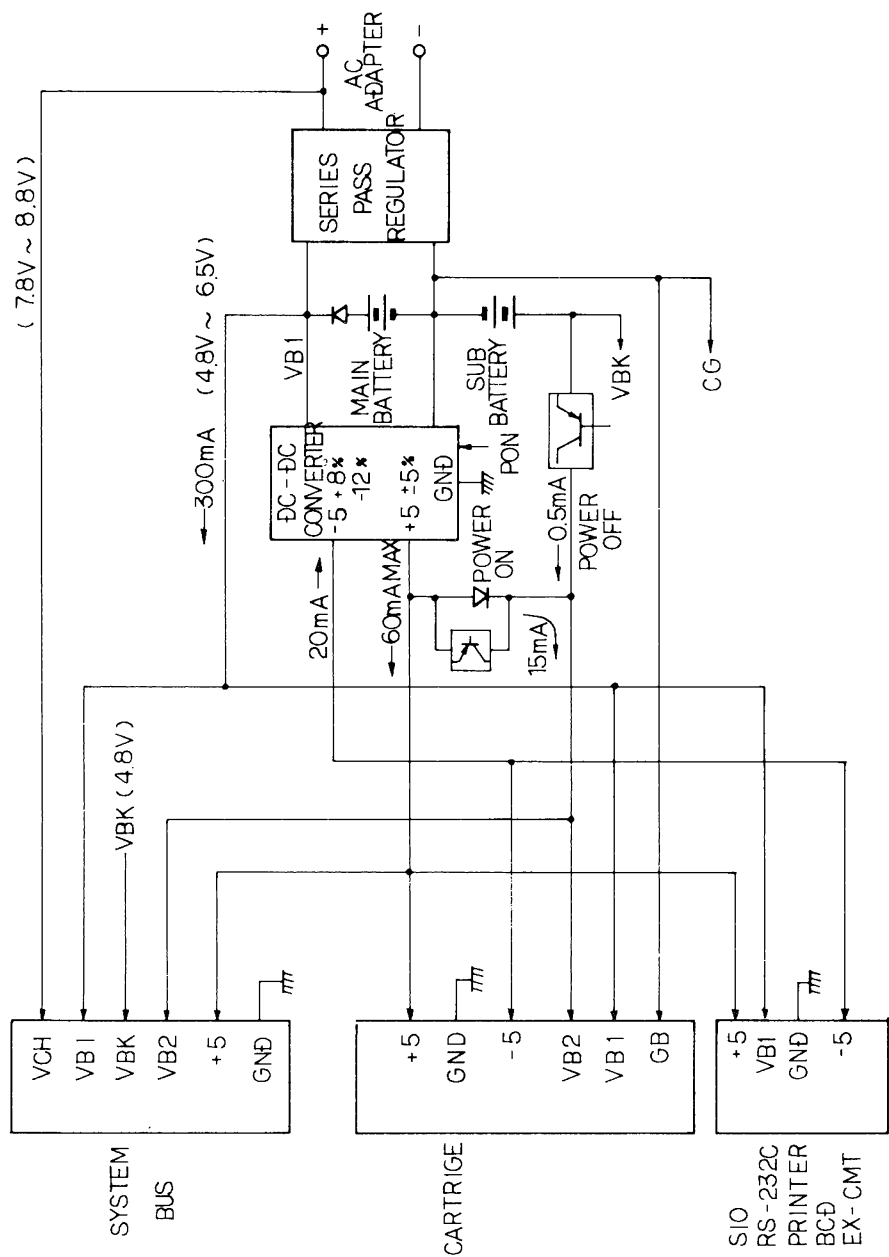 ( 7.8V ~ 8.8V)
+
AC
ADAPTER
-
SERIES
PASS
REGULATOR
300mA (4.8V ~ 6.5V)
VB1
MAIN
BATTERY
SUB
BATTERY
VBK
CG
DC-DC
CONVERTER
-5 +8%
-12%
+5 ±5%
GND
PON
20mA
60mAMAX
POWER
ON
15mA
0.5mA
POWER
OFF
VBK (4.8V)
VCH
VB1
VBK
VB2
+5
GND
SYSTEM
BUS
+5
GND
-5
VB2
VB1
GB
CARTRIGE
+5
VB1
GND
-5
SIO
RS-232C
PRINTER
BCD
EX-CMT